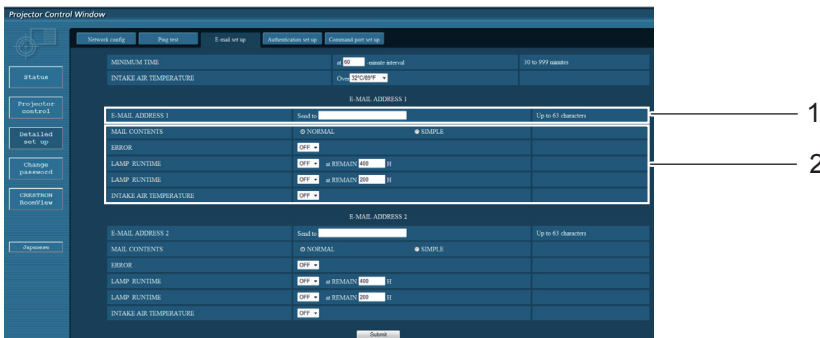 Projector Control Window
Network config Ping test E-mail set up Authentication set up Command port set up
MINIMUM TIME at 60 -minute interval 30 to 999 minutes
INTAKE AIR TEMPERATURE Over 32°C/89°F
Status
E-MAIL ADDRESS 1
Projector control
E-MAIL ADDRESS 1 Send to Up to 63 characters 1
Detailed set up
MAIL CONTENTS NORMAL SIMPLE
ERROR OFF 2
Change password
LAMP RUNTIME OFF at REMAIN 400 H
LAMP RUNTIME OFF at REMAIN 200 H
CRESTRON RoomView
INTAKE AIR TEMPERATURE OFF
E-MAIL ADDRESS 2
E-MAIL ADDRESS 2 Send to Up to 63 characters
Japanese
MAIL CONTENTS NORMAL SIMPLE
ERROR OFF
LAMP RUNTIME OFF at REMAIN 400 H
LAMP RUNTIME OFF at REMAIN 200 H
INTAKE AIR TEMPERATURE OFF
Submit